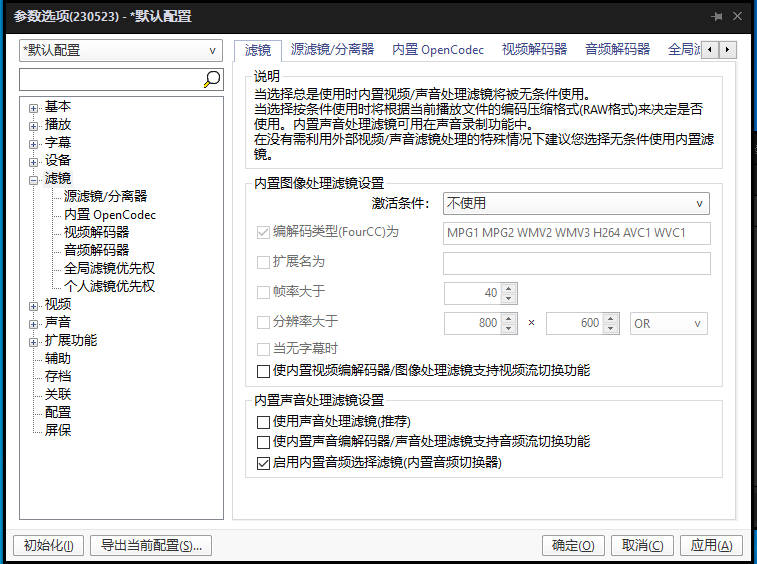 参数选项(230523) - *默认配置
*默认配置
基本
播放
字幕
设备
滤镜
源滤镜/分离器
内置 OpenCodec
视频解码器
音频解码器
全局滤镜优先权
个人滤镜优先权
视频
声音
扩展功能
辅助
存档
关联
配置
屏保
滤镜 源滤镜/分离器 内置 OpenCodec 视频解码器 音频解码器 全局
说明
当选择总是使用时内置视频/声音处理滤镜将被无条件使用。
当选择按条件使用时将根据当前播放文件的编码压缩格式(RAW格式)来决定是否
使用。内置声音处理滤镜可用在声音录制功能中。
在没有需利用外部视频/声音滤镜处理的特殊情况下建议您选择无条件使用内置滤
镜。
内置图像处理滤镜设置
激活条件： 不使用
编解码类型(FourCC)为 MPG1 MPG2 WMV2 WMV3 H264 AVC1 WVC1
扩展名为
帧率大于 40
分辨率大于 800 × 600 OR
当无字幕时
使内置视频编解码器/图像处理滤镜支持视频流切换功能
内置声音处理滤镜设置
使用声音处理滤镜(推荐)
使内置声音编解码器/声音处理滤镜支持音频流切换功能
启用内置音频选择滤镜(内置音频切换器)
初始化(I) 导出当前配置(S)... 确定(O) 取消(C) 应用(A)